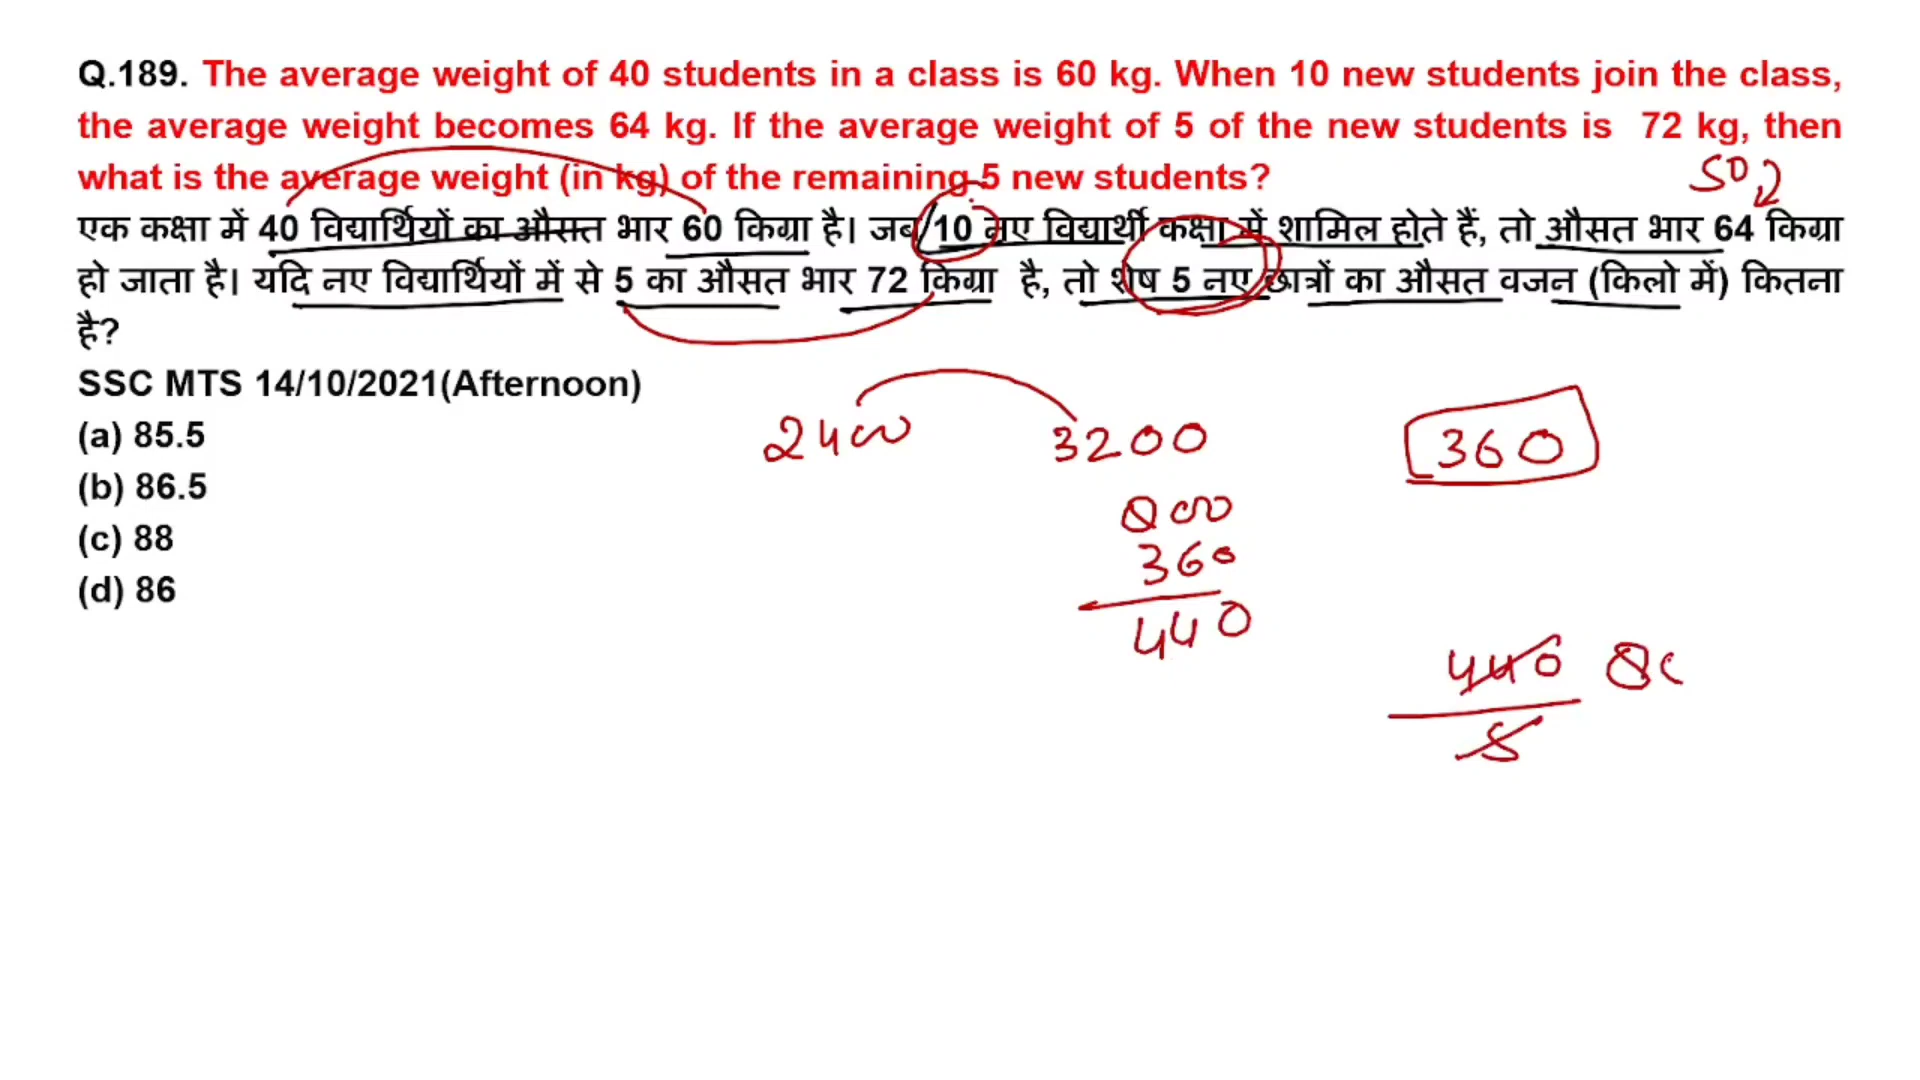 Q.189. The average weight of 40 students in a class is 60 kg. When 10 new students join the class,
the average weight becomes 64 kg. If the average weight of 5 of the new students is 72 kg, then
what is the average weight (in kg) of the remaining 5 new students?
50
एक कक्षा में 40 विद्यार्थियों का औसत भार 60 किग्रा है। जब 10 नए विद्यार्थी कक्षा में शामिल होते हैं, तो औसत भार 64 किग्रा
हो जाता है। यदि नए विद्यार्थियों में से 5 का औसत भार 72 किग्रा है, तो शेष 5 नए छात्रों का औसत वजन (किलो में) कितना
है?
SSC MTS 14/10/2021(Afternoon)
(a) 85.5
(b) 86.5
(c) 88
(d) 86
2400 3200 360
800
360
440
440 8
5